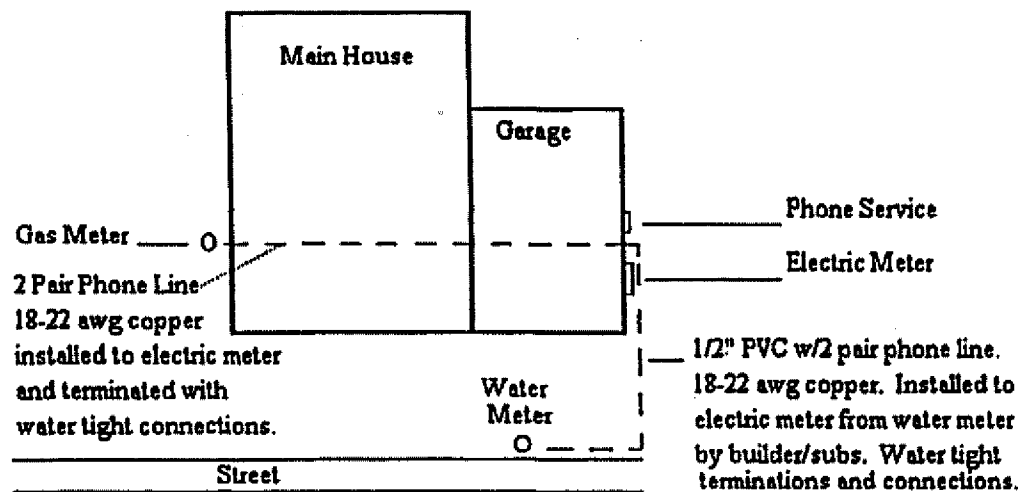 Main House
Garage
Phone Service
Gas Meter
Electric Meter
2 Pair Phone Line
18-22 awg copper
installed to electric meter
and terminated with
water tight connections.
1/2" PVC w/2 pair phone line.
18-22 awg copper. Installed to
electric meter from water meter
by builder/subs. Water tight
terminations and connections.
Water
Meter
Street